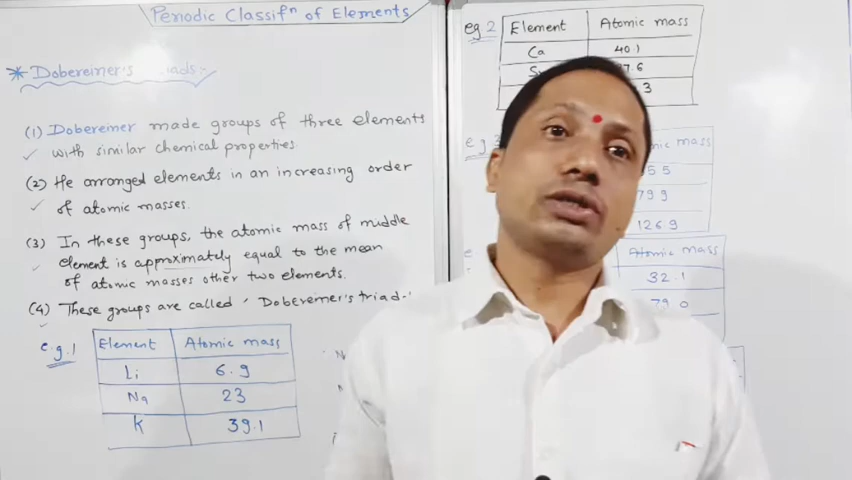 Periodic Classifⁿ of Elements
* Dobereiner's
(1) Dobereiner made groups of three elements
with similar chemical properties.
(2) He arranged elements in an increasing order
of atomic masses.
(3) In these groups, the atomic mass of middle
element is approximately equal to the mean
of atomic masses other two elements.
(4) These groups are called ' Dobereiner's triad
e.g.1
Element Atomic mass
Li 6.9
Na 23
K 39.1
eg 2
Element Atomic mass
Ca 40.1
mass
79.9
126.9
Atomic mass
32.1
79.0